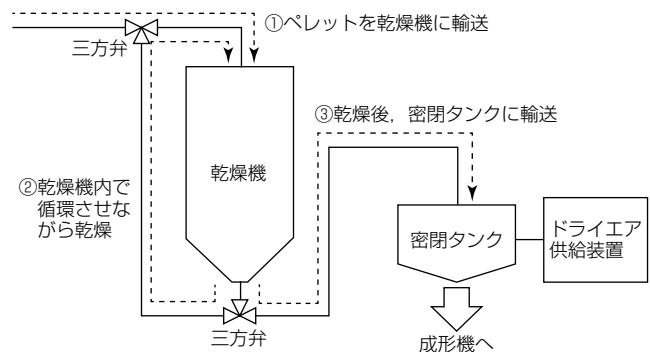 ①ペレットを乾燥機に輸送
三方弁
③乾燥後，密閉タンクに輸送
乾燥機
②乾燥機内で
循環させな
がら乾燥
密閉タンク
ドライエア
供給装置
三方弁
成形機へ